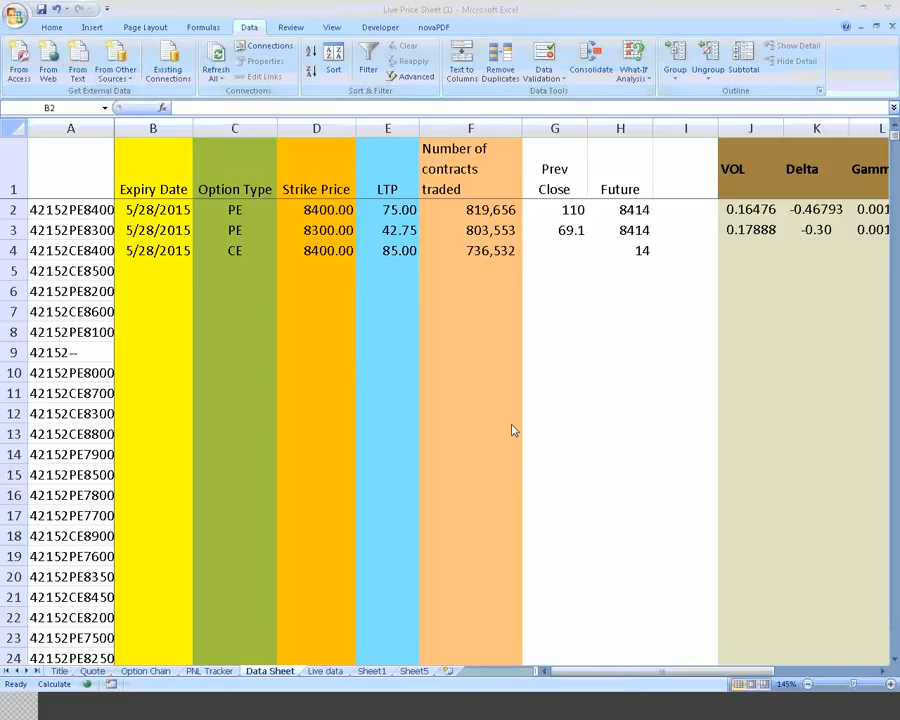 Live Price Sheet (1) - Microsoft Excel
Home Insert Page Layout Formulas Data Review View Developer novaPDF
From Access From Web From Text From Other Sources Existing Connections Refresh All Connections Properties Edit Links Sort Filter Clear Reapply Advanced Text to Columns Remove Duplicates Data Validation Consolidate What-If Analysis Group Ungroup Subtotal Show Detail Hide Detail
Get External Data Connections Sort & Filter Data Tools Outline
B2 fx
A B C D E F G H I J K L
1 Expiry Date Option Type Strike Price LTP Number of contracts traded Prev Close Future VOL Delta Gamm
2 42152PE8400 5/28/2015 PE 8400.00 75.00 819,656 110 8414 0.16476 -0.46793 0.001
3 42152PE8300 5/28/2015 PE 8300.00 42.75 803,553 69.1 8414 0.17888 -0.30 0.001
4 42152CE8400 5/28/2015 CE 8400.00 85.00 736,532 14
5 42152CE8500
6 42152PE8200
7 42152CE8600
8 42152PE8100
9 42152--
10 42152PE8000
11 42152CE8700
12 42152CE8300
13 42152CE8800
14 42152PE7900
15 42152PE8500
16 42152PE7800
17 42152PE7700
18 42152CE8900
19 42152PE7600
20 42152PE8350
21 42152CE8450
22 42152CE8200
23 42152PE7500
24 42152PE8250
Title Quote Option Chain PNL Tracker Data Sheet Live data Sheet1 Sheet5
Ready Calculate 145%